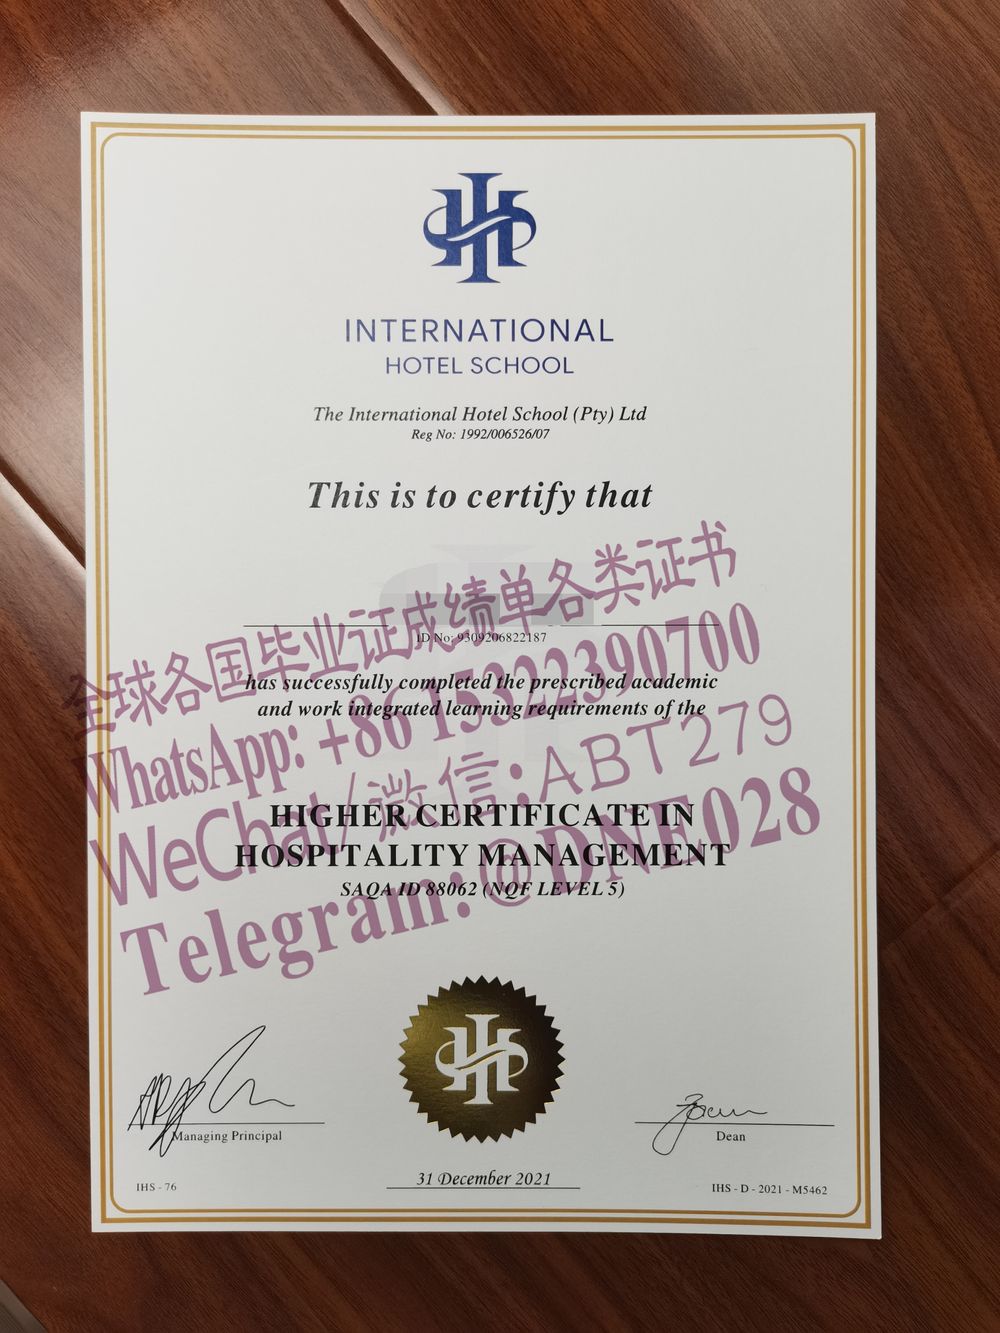 INTERNATIONAL
HOTEL SCHOOL
The International Hotel School (Pty) Ltd
Reg No: 1992/006526/07
This is to certify that
全球各国毕业证成绩单各类证书
ID No: 9309206822187
WhatsApp: +86 15322390700
has successfully completed the prescribed academic
and work integrated learning requirements of the
WeChat/微信:ABT279
HIGHER CERTIFICATE IN
HOSPITALITY MANAGEMENT
SAQA ID 88062 (NQF LEVEL 5)
Telegram:@DNE028
Managing Principal
Dean
31 December 2021
IHS - 76
IHS - D - 2021 - M5462